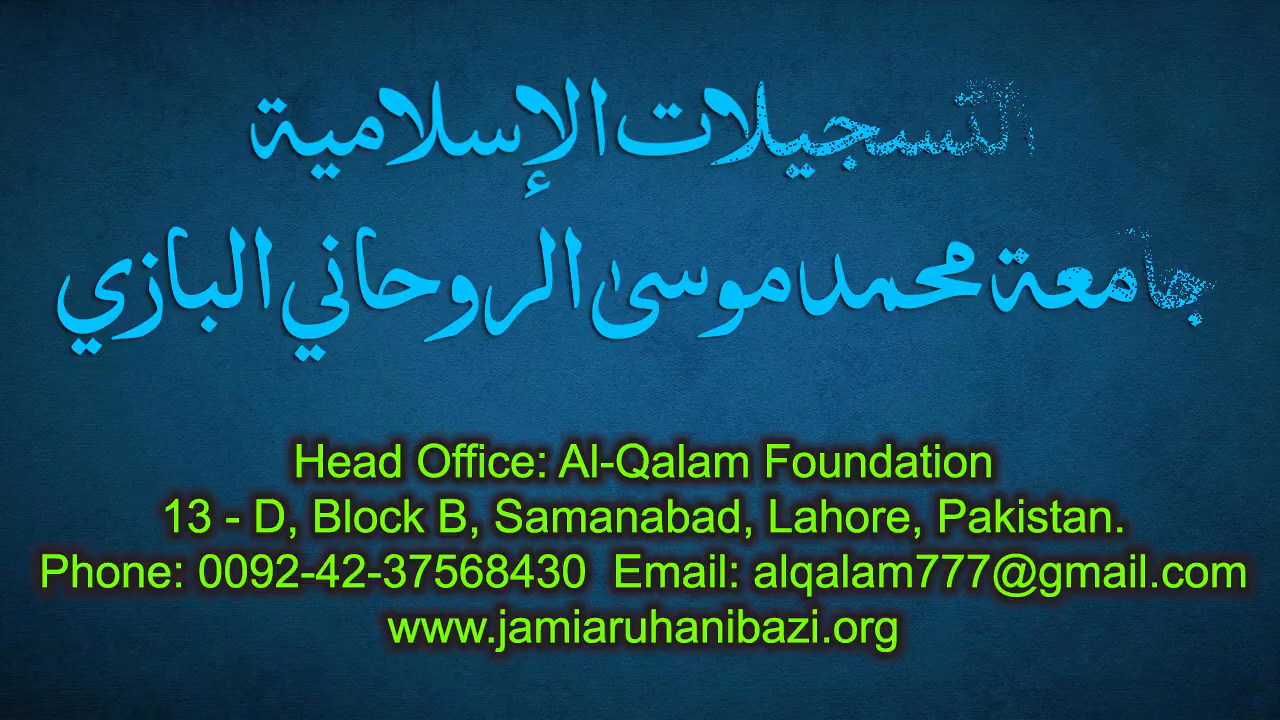 التسجيلات الإسلامية
جامعة محمد موسىٰ الروحاني البازي
Head Office: Al-Qalam Foundation
13 - D, Block B, Samanabad, Lahore, Pakistan.
Phone: 0092-42-37568430  Email: alqalam777@gmail.com
www.jamiaruhanibazi.org